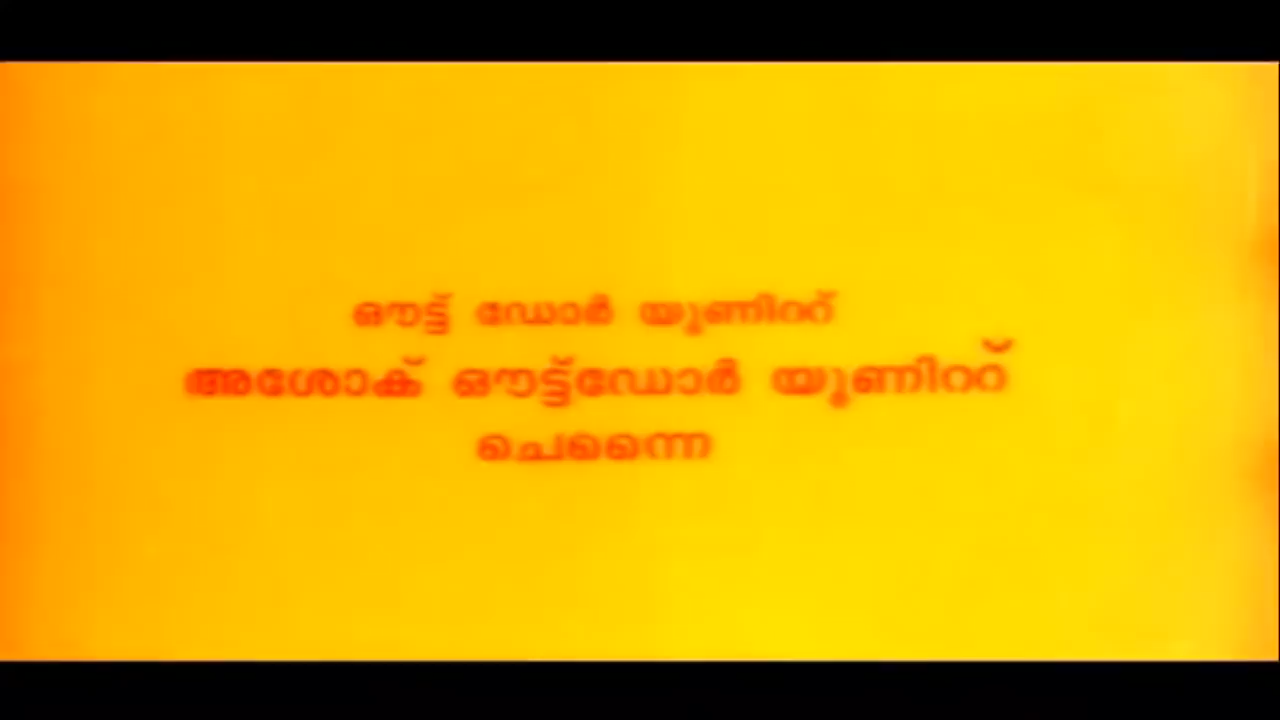 ഔട്ട് ഡോർ യൂണിററ്
അശോക് ഔട്ട്ഡോർ യൂണിററ്
ചെന്നൈ